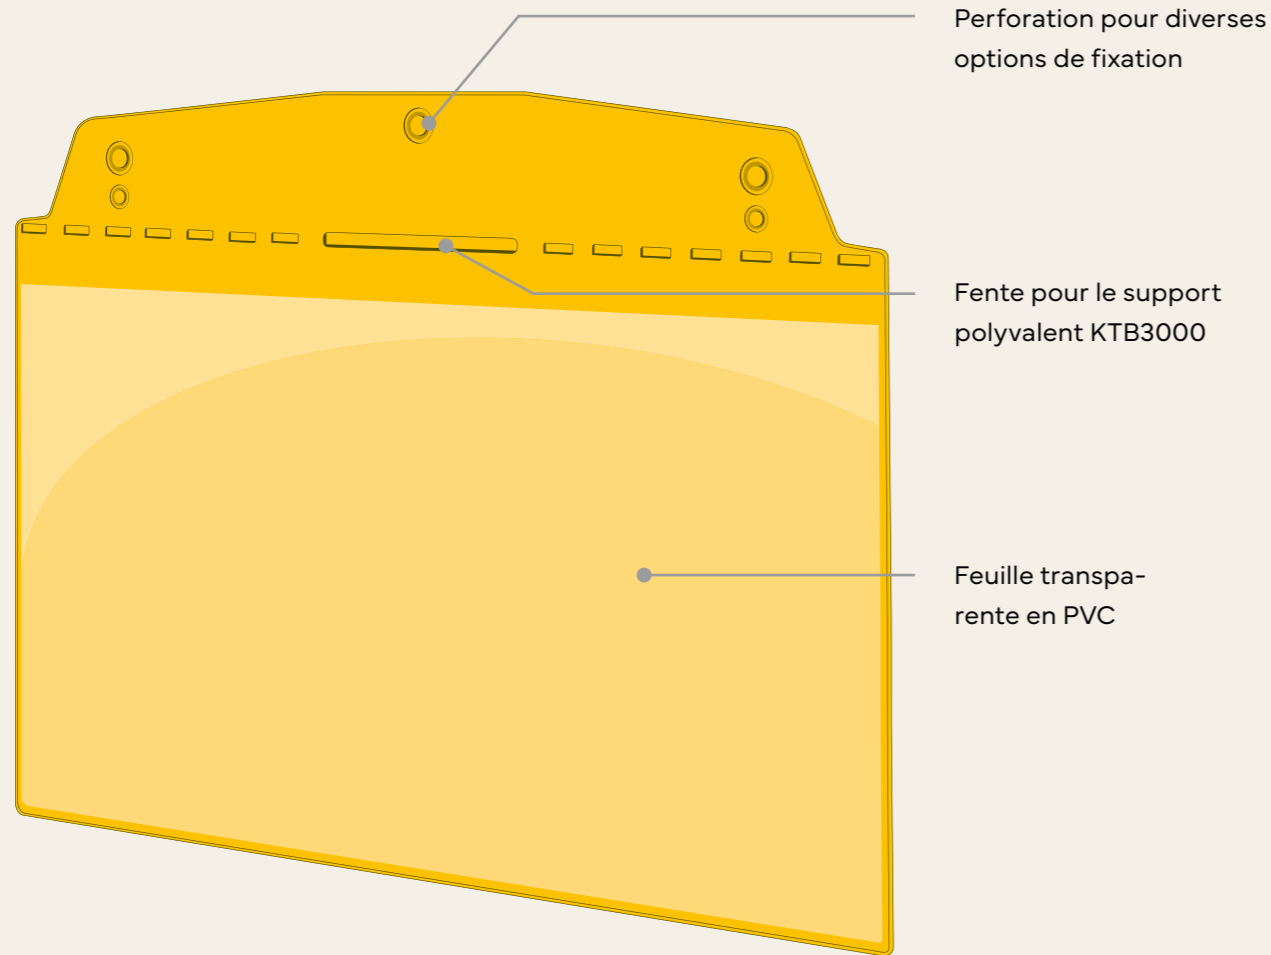 Perforation pour diverses
options de fixation
Fente pour le support
polyvalent KTB3000
Feuille transpa-
rente en PVC